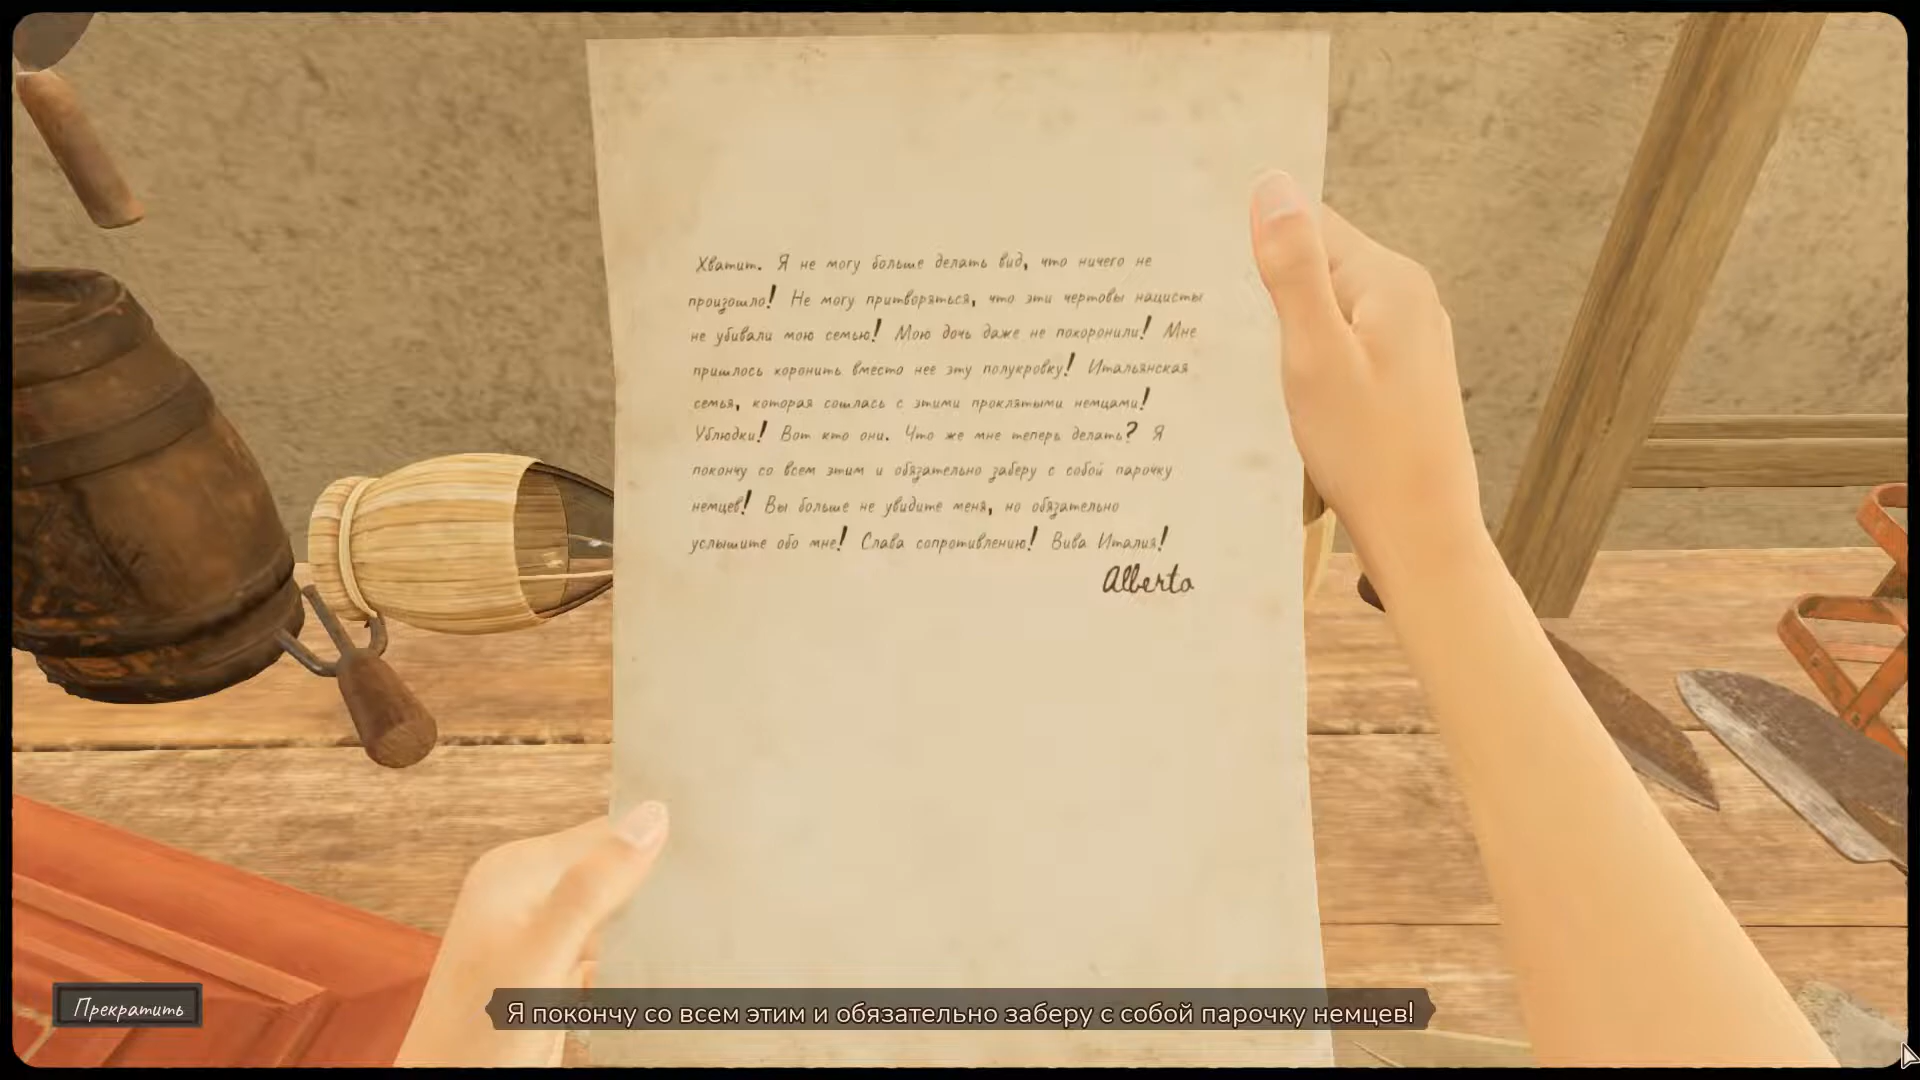 Хватит. Я не могу больше делать вид, что ничего не
произошло! Не могу притворяться, что эти чертовы нацисты
не убивали мою семью! Мою дочь даже не похоронили! Мне
пришлось хоронить вместо нее эту полукровку! Итальянская
семья, которая сошлась с этими проклятыми немцами!
Ублюдки! Вот кто они. Что же мне теперь делать? Я
покончу со всем этим и обязательно заберу с собой парочку
немцев! Вы больше не увидите меня, но обязательно
услышите обо мне! Слава сопротивлению! Вива Италия!
Alberto
Прекратить
Я покончу со всем этим и обязательно заберу с собой парочку немцев!